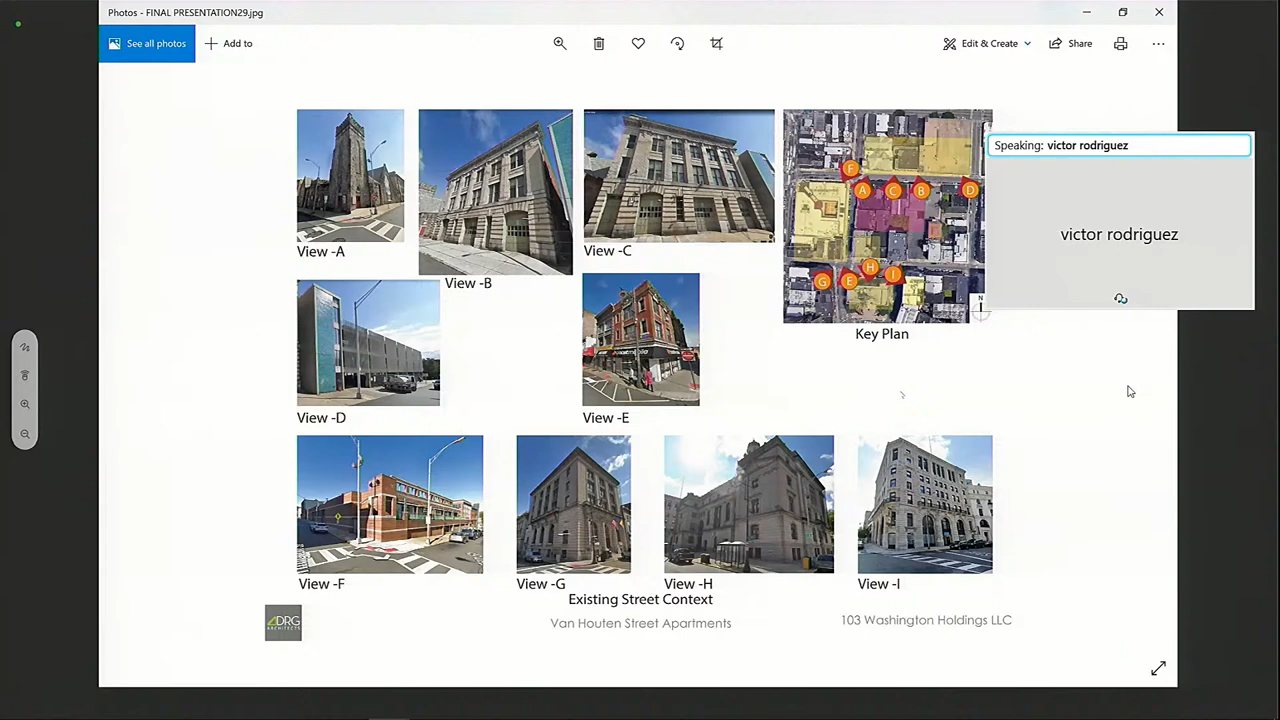 Photos - FINAL PRESENTATION29.jpg
See all photos
Add to
Edit & Create
Share
Speaking: victor rodriguez
victor rodriguez
View -A
View -B
View -C
F
A
C
B
D
H
I
G
E
N
Key Plan
View -D
View -E
View -F
View -G
View -H
View -I
Existing Street Context
DRG
ARCHITECTS
Van Houten Street Apartments
103 Washington Holdings LLC